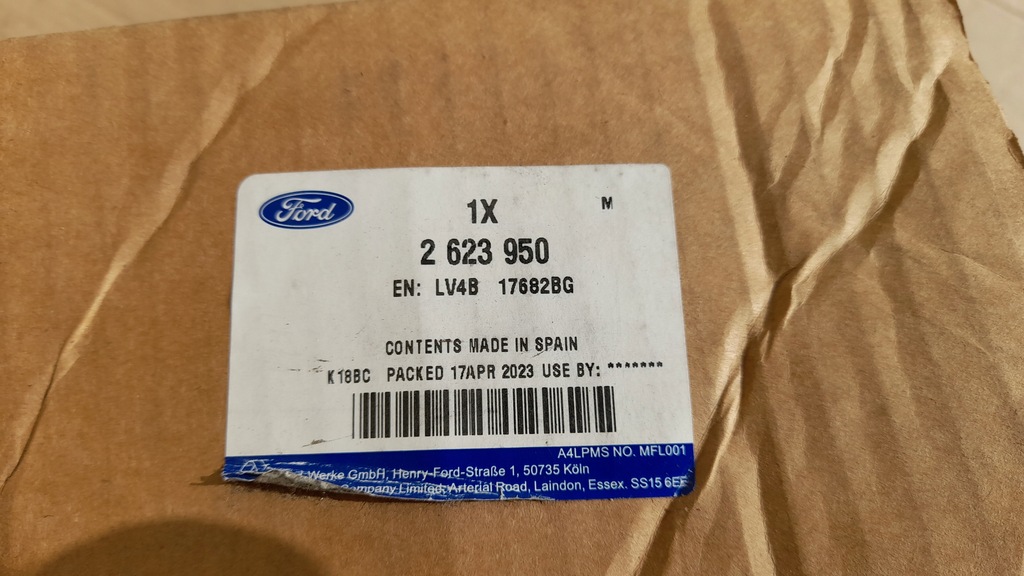 Ford
1X M
2 623 950
EN: LV4B 17682BG
CONTENTS MADE IN SPAIN
K18BC PACKED 17APR 2023 USE BY: *******
A4LPMS NO. MFL001
Werke GmbH, Henry-Ford-Straße 1, 50735 Köln
Company Limited, Arterial Road, Laindon, Essex. SS15 6EE